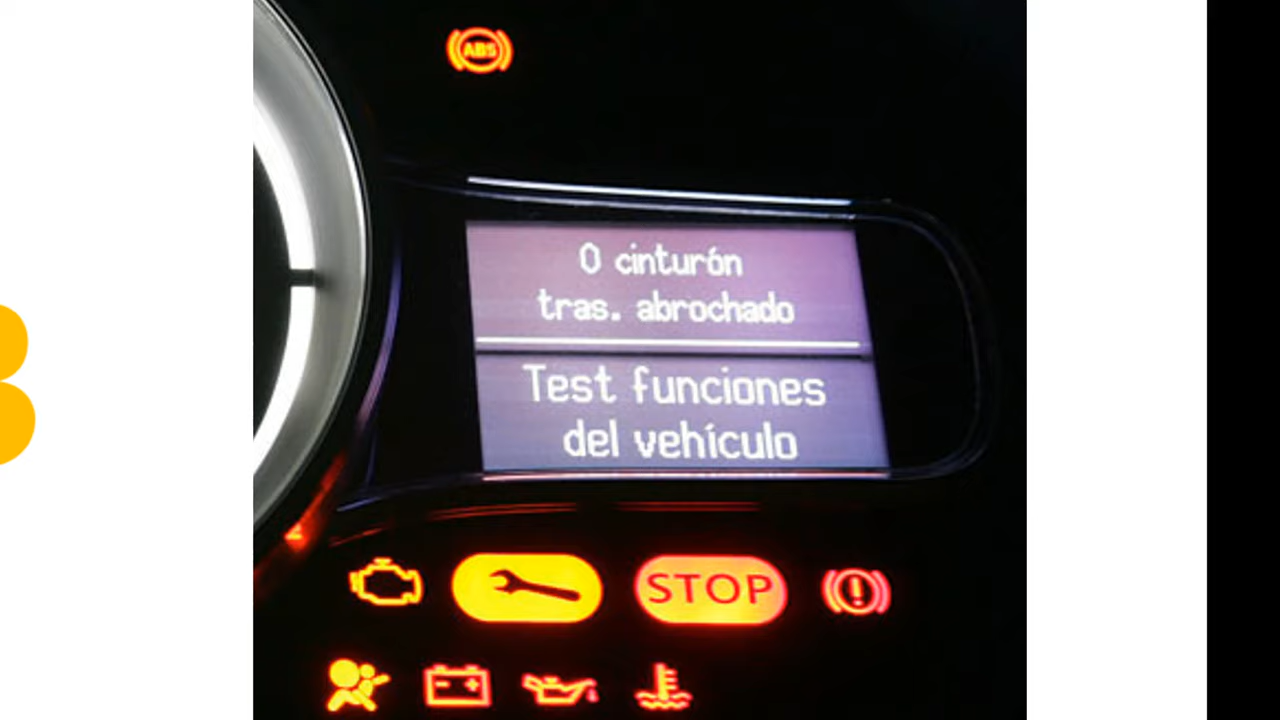 ABS
0 cinturón
tras. abrochado
Test funciones
del vehículo
STOP